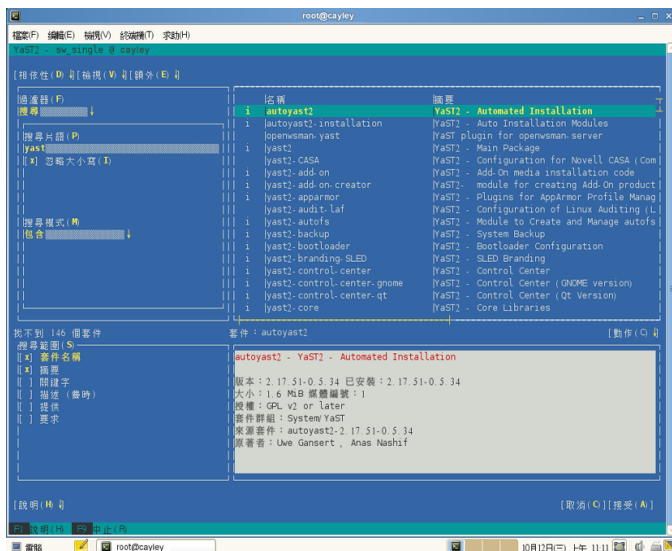 root@cayley
檔案(F) 編輯(E) 檢視(V) 終端機(T) 求助(H)
YaST2 - sw_single @ cayley
[相依性(D)↓][檢視(V)↓][額外(E)↓]
過濾器(F)
搜尋↓
搜尋片語(P)
yast
[x] 忽略大小寫(I)
搜尋模式(M)
包含↓
名稱 摘要
i autoyast2 YaST2 - Automated Installation
i autoyast2-installation YaST2 - Auto Installation Modules
openwsman-yast YaST plugin for openwsman-server
i yast2 YaST2 - Main Package
yast2-CASA YaST2 - Configuration for Novell CASA (Com
i yast2-add-on YaST2 - Add-On media installation code
i yast2-add-on-creator YaST2- module for creating Add-On product
i yast2-apparmor YaST2 - Plugins for AppArmor Profile Manag
yast2-audit-laf YaST2 - Configuration of Linux Auditing (L
i yast2-autofs YaST2 - Module to Create and Manage autofs
i yast2-backup YaST2 - System Backup
i yast2-bootloader YaST2 - Bootloader Configuration
i yast2-branding-SLED YaST2 - SLED Branding
i yast2-control-center YaST2 - Control Center
i yast2-control-center-gnome YaST2 - Control Center (GNOME version)
i yast2-control-center-qt YaST2 - Control Center (Qt Version)
i yast2-core YaST2 - Core Libraries
找不到 146 個套件
套件：autoyast2 [動作(C)↓]
搜尋範圍(S)
[x] 套件名稱
[x] 摘要
[ ] 關鍵字
[ ] 描述（費時）
[ ] 提供
[ ] 要求
autoyast2 - YaST2 - Automated Installation
版本：2.17.51-0.5.34 已安裝：2.17.51-0.5.34
大小：1.6 MiB 媒體編號：1
授權：GPL v2 or later
套件群組：System/YaST
來源套件：autoyast2-2.17.51-0.5.34
原著者：Uwe Gansert , Anas Nashif
[說明(H)↓] [取消(C)][接受(A)]
F1 說明(H) F9 中止(R)
電腦 root@cayley 10月12日(三) 上午 11:11